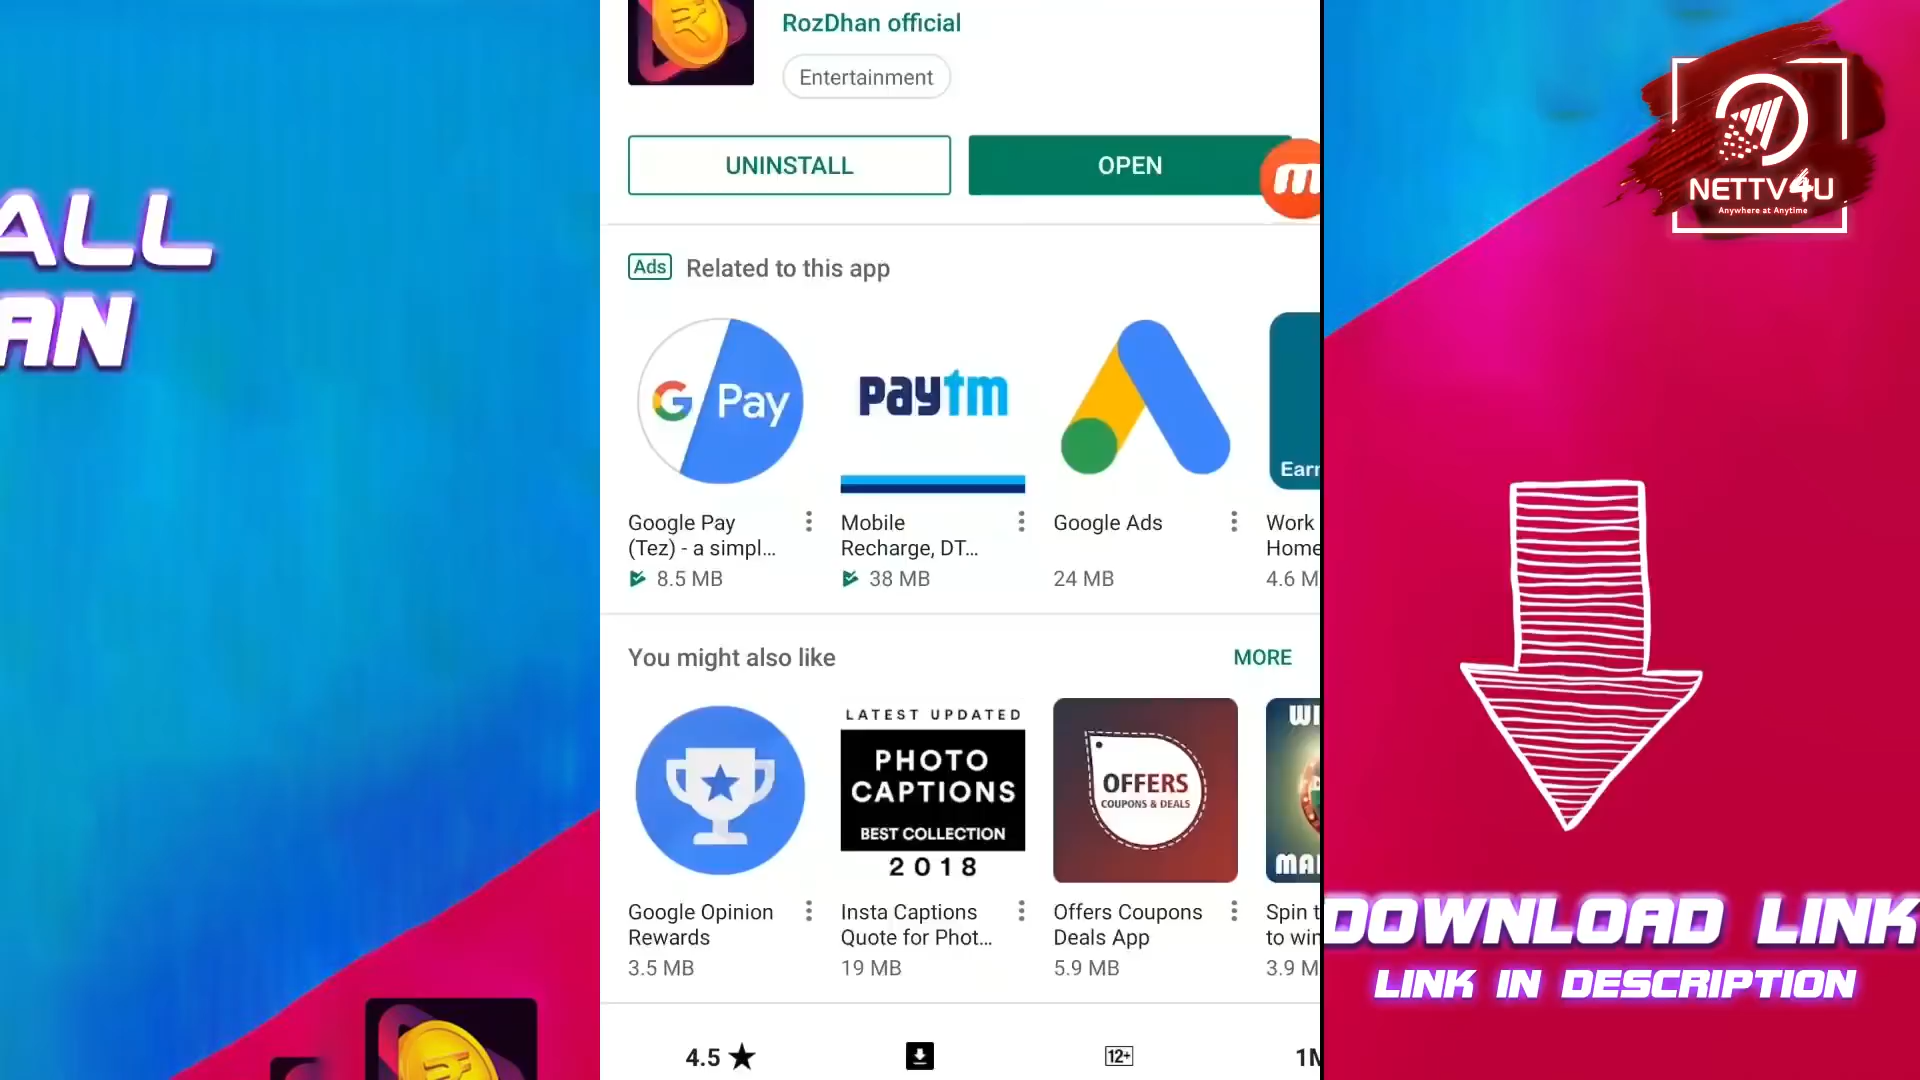 ALL
AN
RozDhan official
Entertainment
UNINSTALL
OPEN
Ads Related to this app
G Pay
paytm
Earn
Google Pay
(Tez) - a simpl...
8.5 MB
Mobile
Recharge, DT...
38 MB
Google Ads
24 MB
Work
Home
4.6 M
You might also like
MORE
LATEST UPDATED
PHOTO
CAPTIONS
BEST COLLECTION
2018
OFFERS
COUPONS & DEALS
WI
MA
Google Opinion
Rewards
3.5 MB
Insta Captions
Quote for Phot...
19 MB
Offers Coupons
Deals App
5.9 MB
Spin t
to win
3.9 M
4.5
12+
1M
NETTV4U
Anywhere at Anytime
DOWNLOAD LINK
LINK IN DESCRIPTION